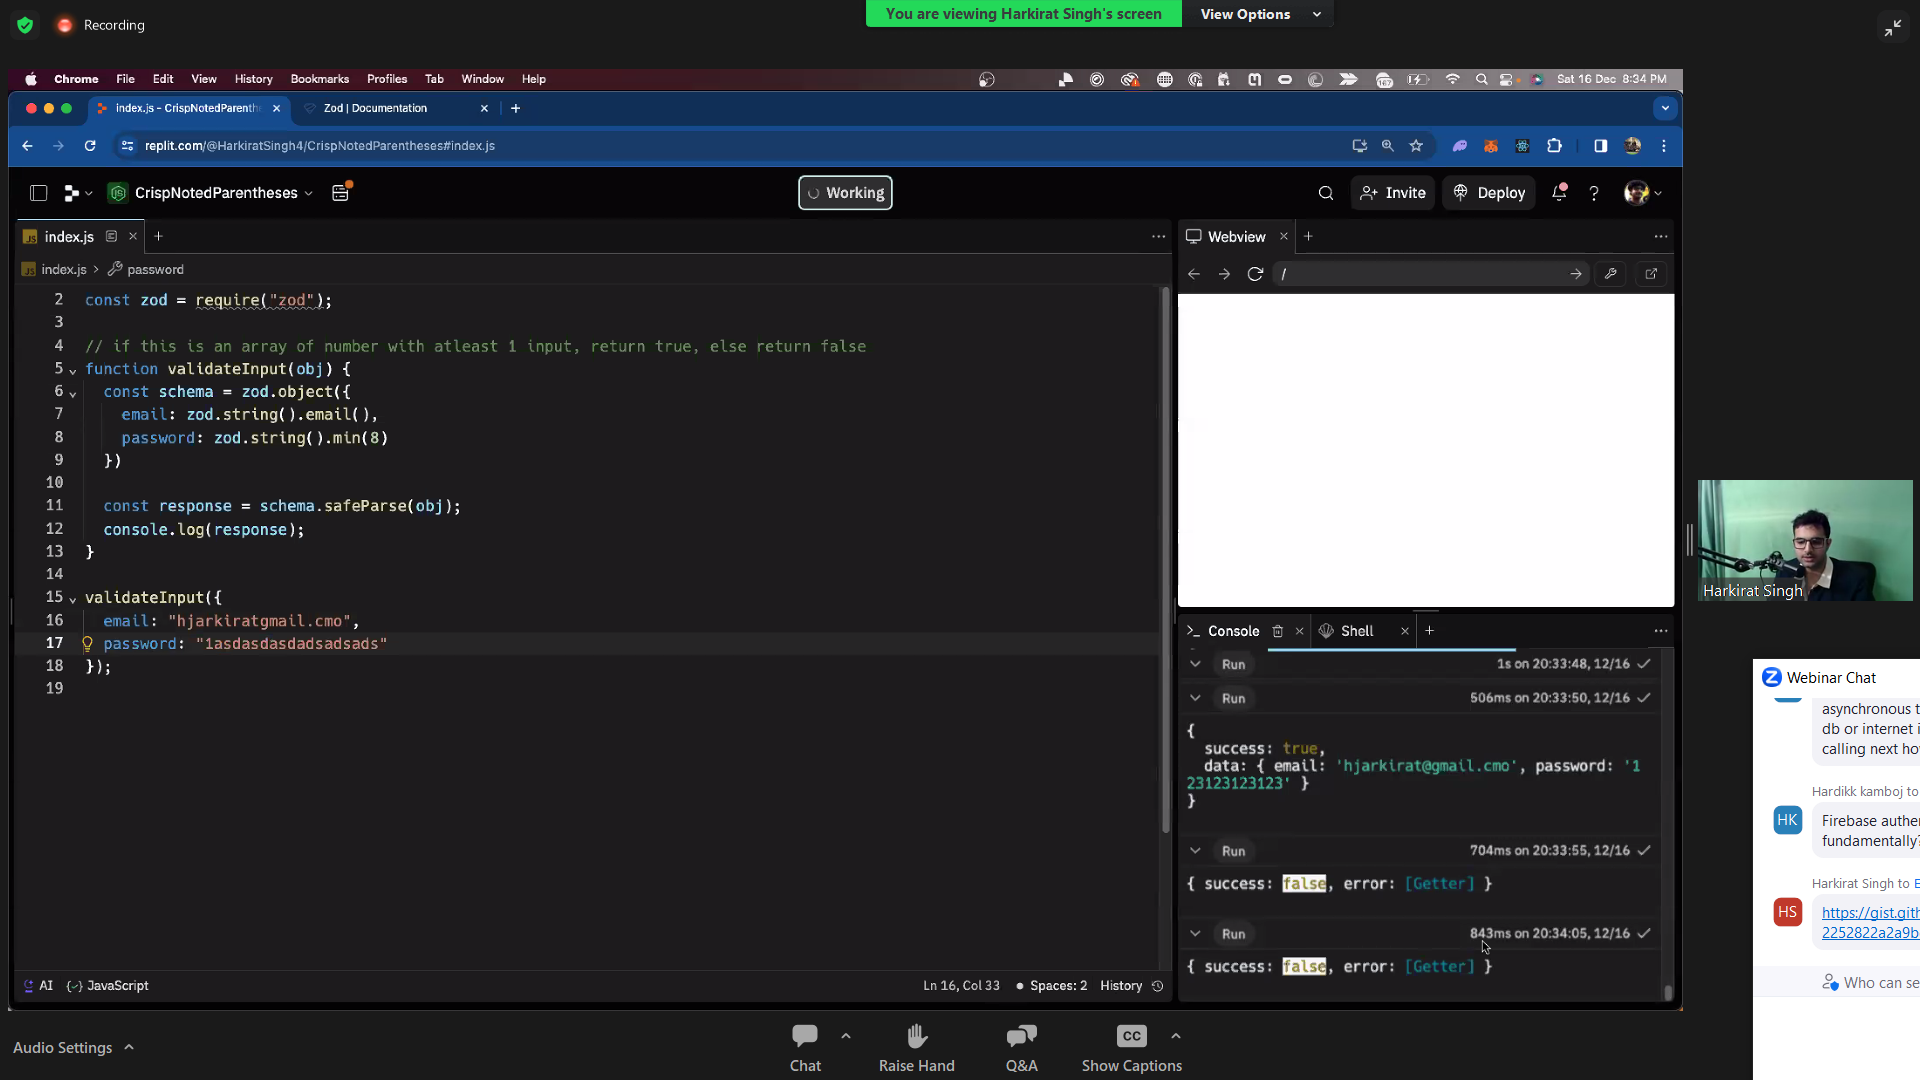 Recording
You are viewing Harkirat Singh's screen
View Options
Chrome File Edit View History Bookmarks Profiles Tab Window Help
Sat 16 Dec 8:34 PM
index.js - CrispNotedParenth
Zod | Documentation
replit.com/@HarkiratSingh4/CrispNotedParentheses#index.js
CrispNotedParentheses
Working
Invite
Deploy
?
index.js
Webview
index.js > password
/
2 const zod = require("zod");
3
4 // if this is an array of number with atleast 1 input, return true, else return false
5 function validateInput(obj) {
6 const schema = zod.object({
7 email: zod.string().email(),
8 password: zod.string().min(8)
9 })
10
11 const response = schema.safeParse(obj);
12 console.log(response);
13 }
14
15 validateInput({
16 email: "hjarkiratgmail.cmo",
17 password: "1asdasdasdadsadsads"
18 });
19
Console
Shell
Run 1s on 20:33:48, 12/16
Run 506ms on 20:33:50, 12/16
{
success: true,
data: { email: 'hjarkirat@gmail.cmo', password: '1
23123123123' }
}
Run 704ms on 20:33:55, 12/16
{ success: false, error: [Getter] }
Run 843ms on 20:34:05, 12/16
{ success: false, error: [Getter] }
AI {} JavaScript
Ln 16, Col 33 Spaces: 2 History
Harkirat Singh
Webinar Chat
asynchronous t
db or internet i
calling next ho
Hardikk kamboj to
HK
Firebase auther
fundamentally?
Harkirat Singh to E
HS
https://gist.gith
2252822a2a9b
Who can se
Audio Settings
Chat
Raise Hand
Q&A
CC
Show Captions